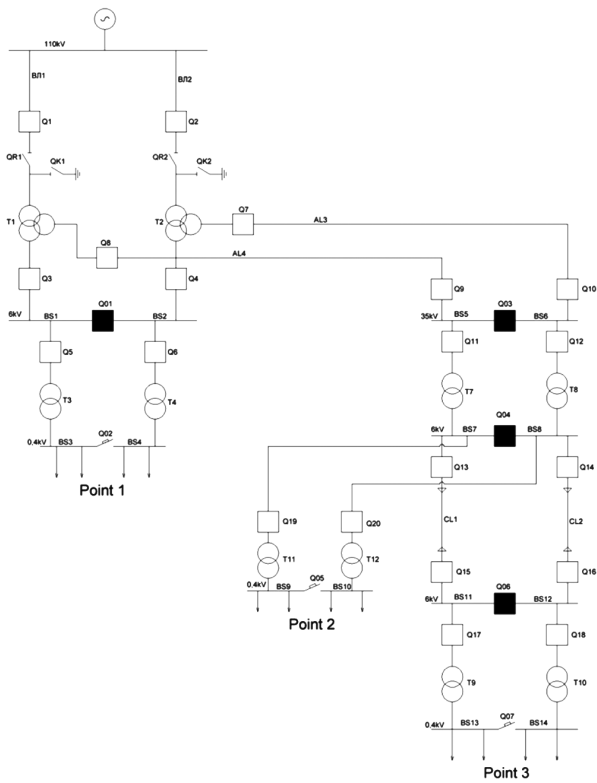 110kV
ВЛ1
ВЛ2
Q1
Q2
QR1
QK1
QR2
QK2
T1
T2
Q7
AL3
Q8
AL4
Q3
Q4
Q9
Q10
6kV
BS1
Q01
BS2
35kV
BS5
Q03
BS6
Q5
Q6
Q11
Q12
T3
T4
T7
T8
0.4kV
BS3
Q02
BS4
6kV
BS7
Q04
BS8
Q13
Q14
Point 1
Q19
Q20
CL1
CL2
T11
T12
Q15
Q16
0.4kV
BS9
Q05
BS10
6kV
BS11
Q06
BS12
Point 2
Q17
Q18
T9
T10
0.4kV
BS13
Q07
BS14
Point 3